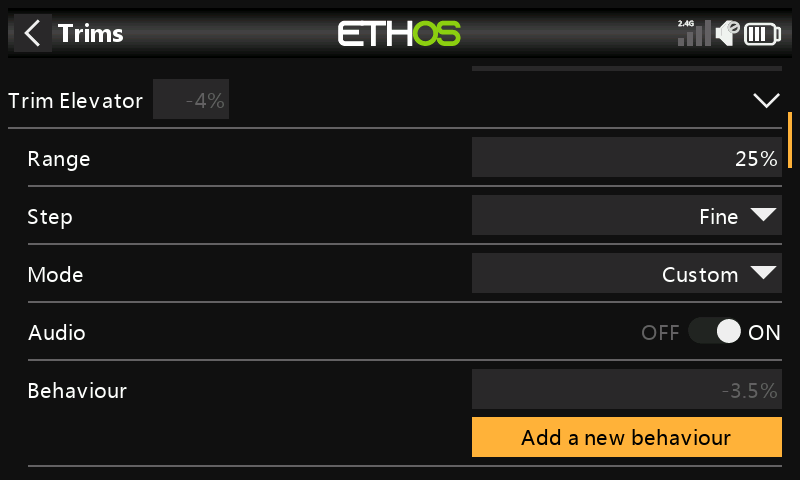 Trims
ETHOS
2.4G
Trim Elevator -4%
Range 25%
Step Fine
Mode Custom
Audio OFF ON
Behaviour -3.5%
Add a new behaviour